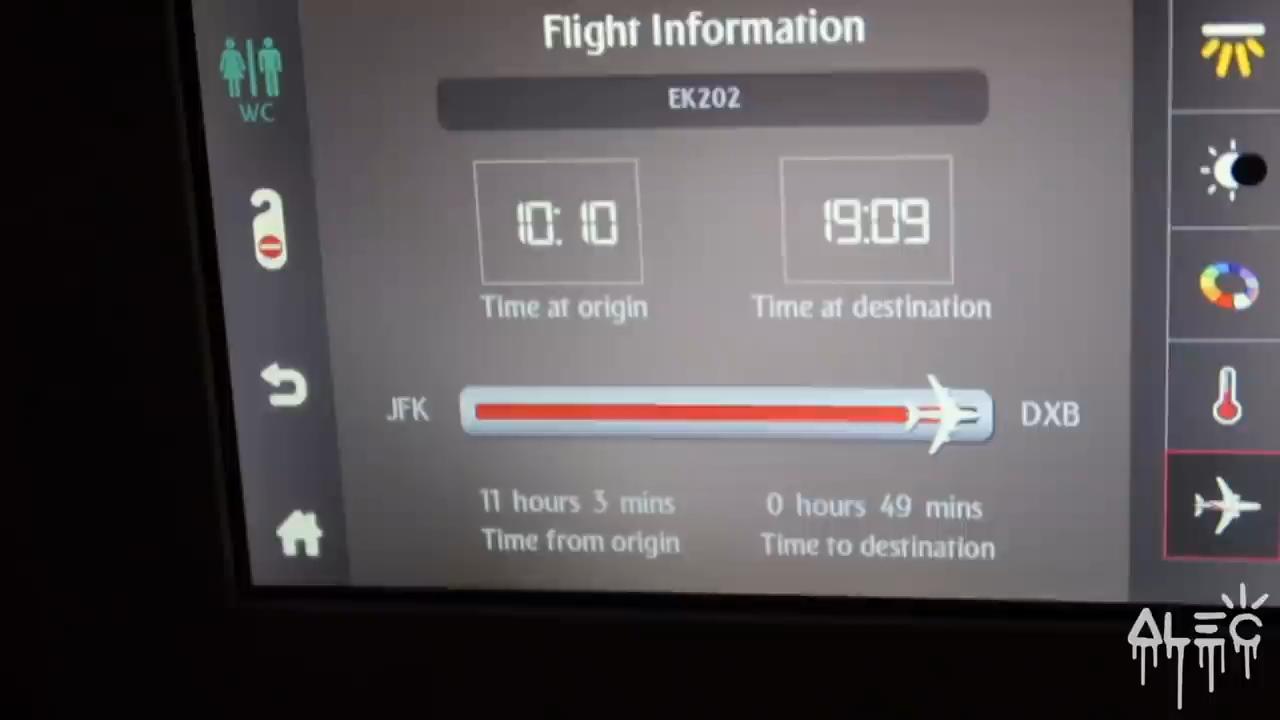 Flight Information
WC
EK202
10:10
19:09
Time at origin
Time at destination
JFK
DXB
11 hours 3 mins
0 hours 49 mins
Time from origin
Time to destination
ALEC